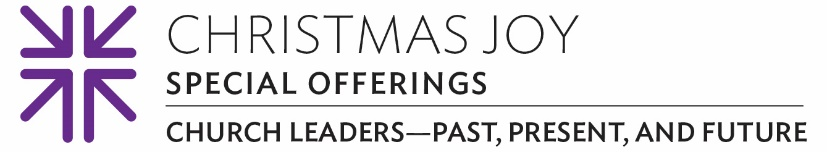 CHRISTMAS JOY
SPECIAL OFFERINGS
CHURCH LEADERS—PAST, PRESENT, AND FUTURE